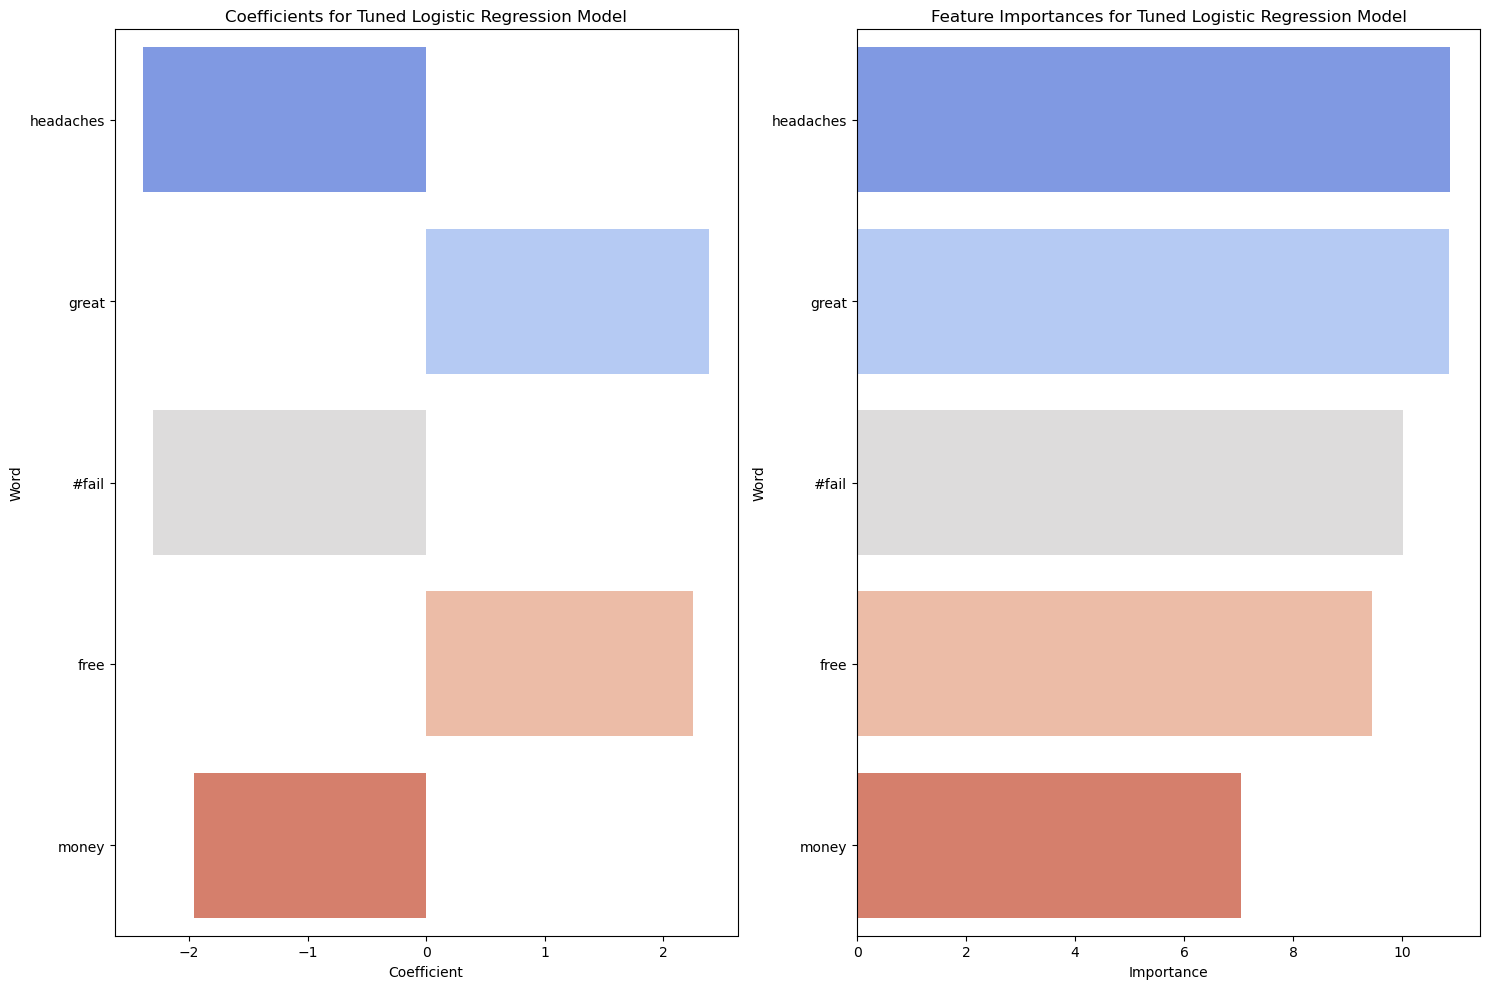 Coefficients for Tuned Logistic Regression Model
Word
headaches
great
#fail
free
money
−2
−1
0
1
2
Coefficient
Feature Importances for Tuned Logistic Regression Model
Word
headaches
great
#fail
free
money
0
2
4
6
8
10
Importance